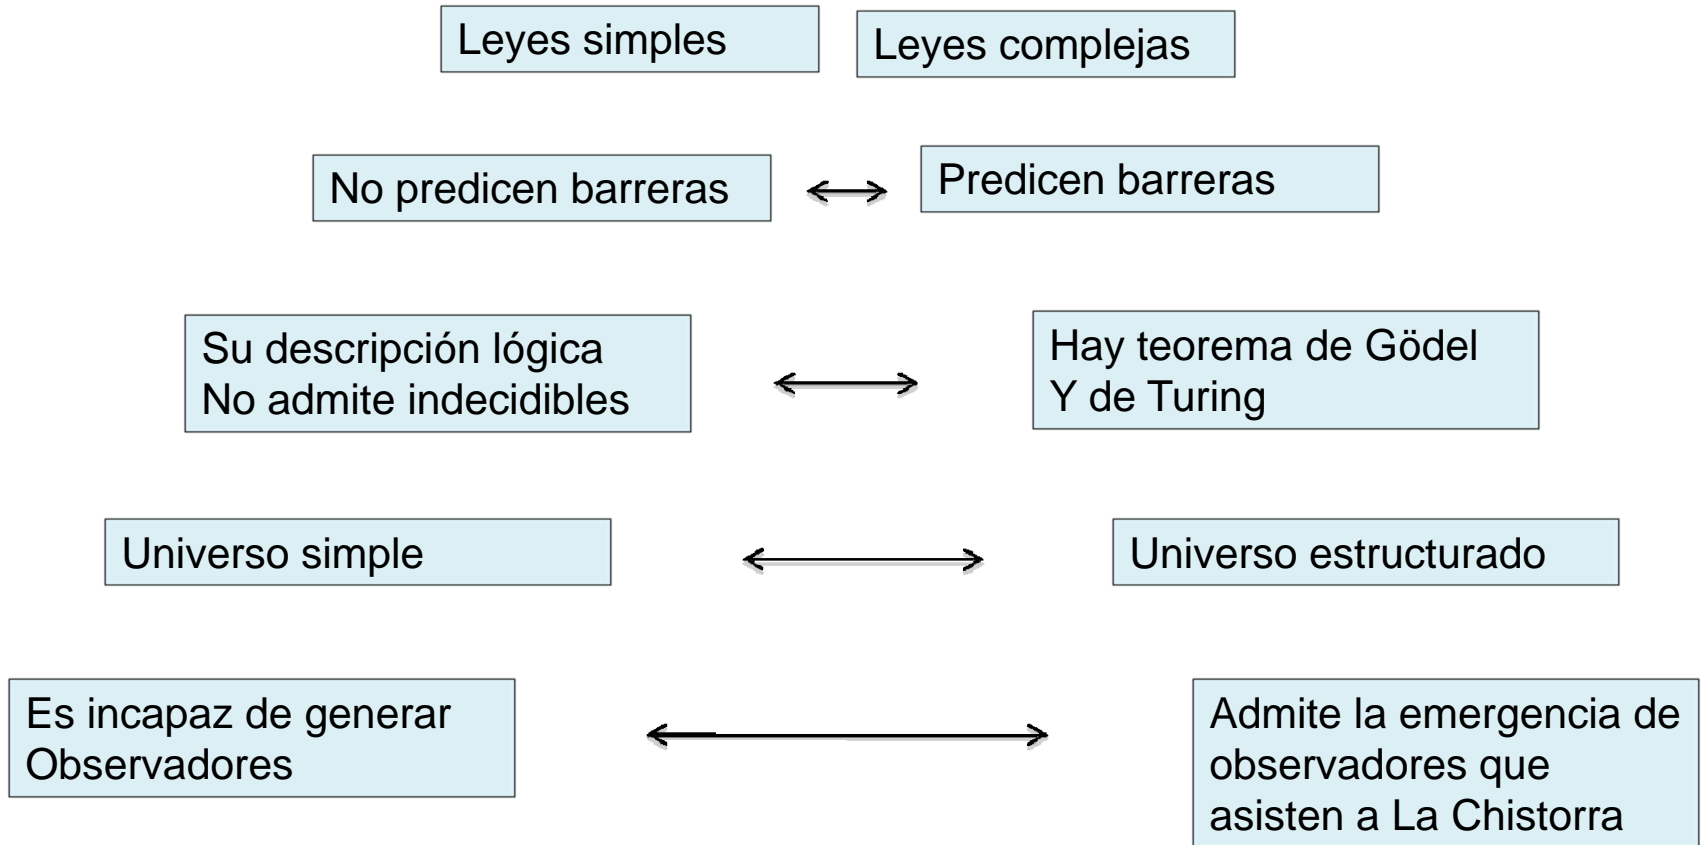 Leyes simples
Leyes complejas
No predicen barreras
Predicen barreras
Su descripción lógica
No admite indecidibles
Hay teorema de Gödel
Y de Turing
Universo simple
Universo estructurado
Es incapaz de generar
Observadores
Admite la emergencia de
observadores que
asisten a La Chistorra